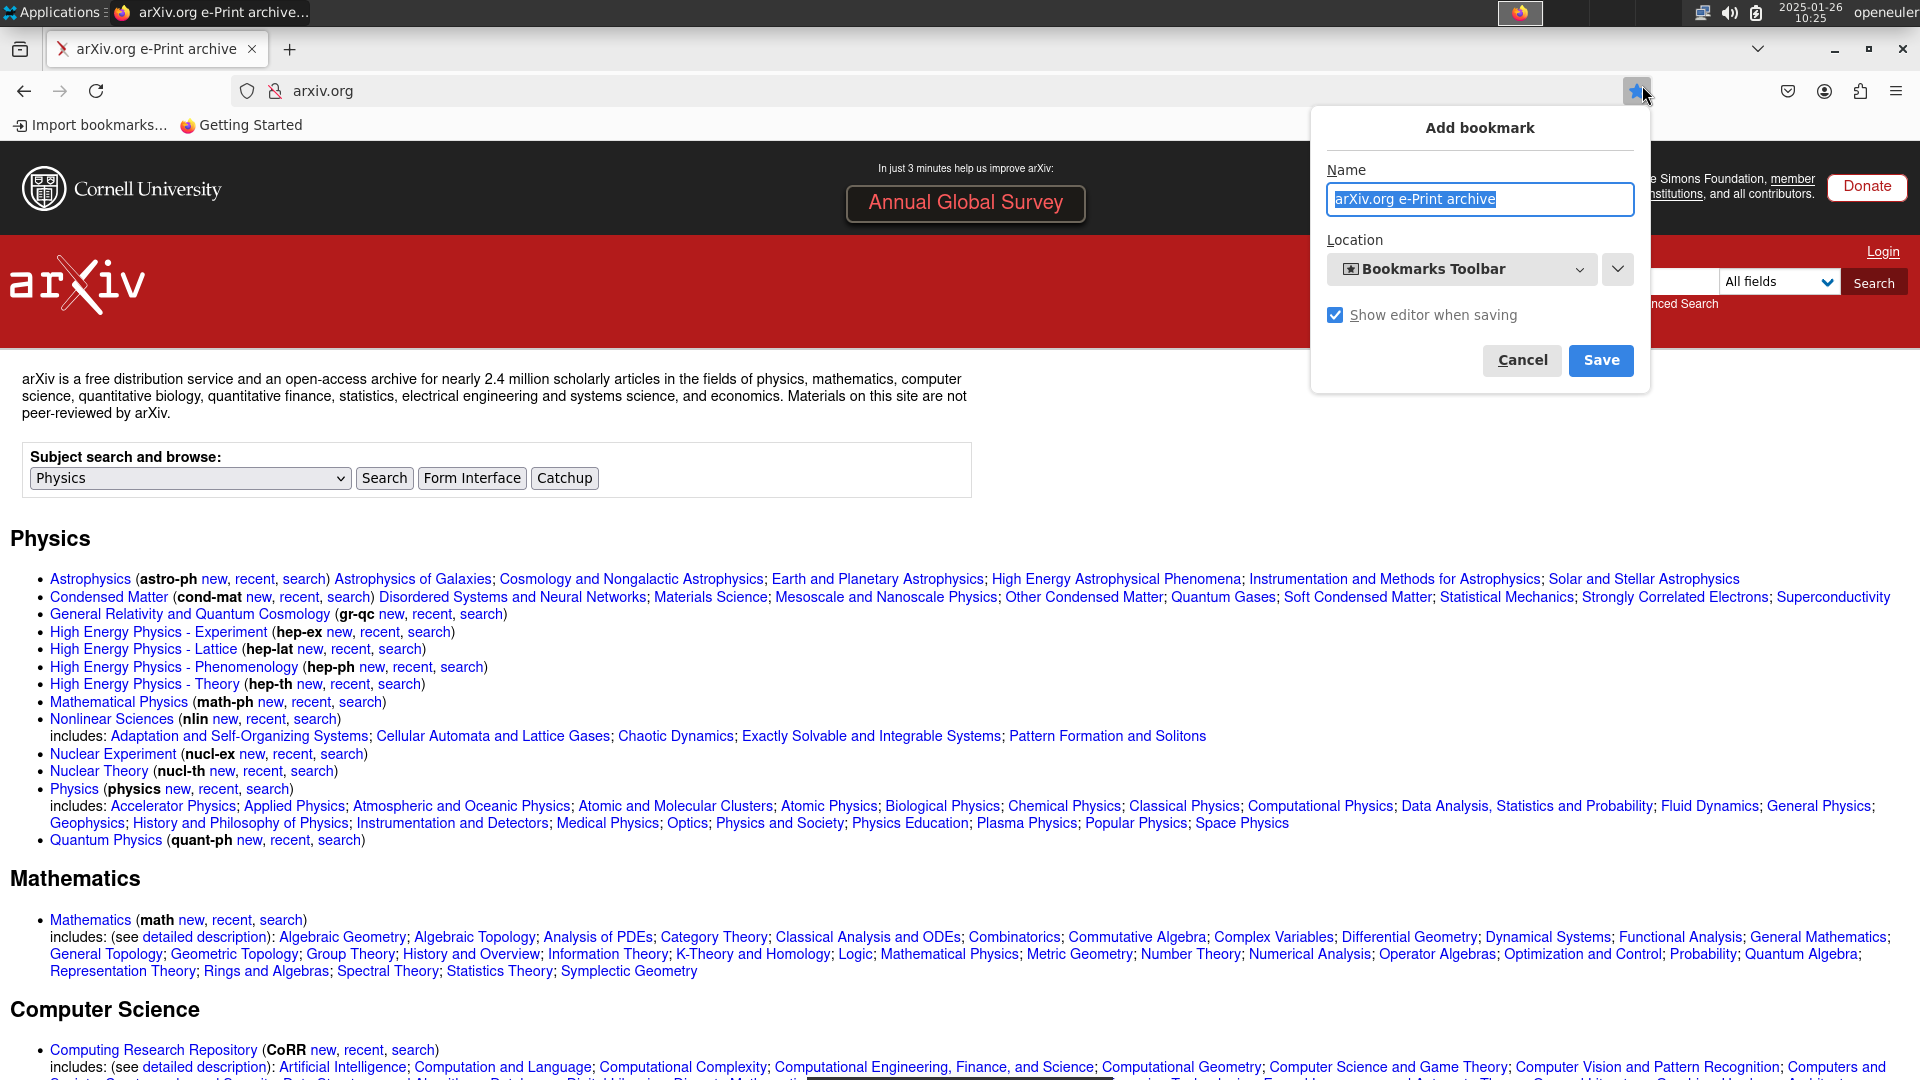 Applications
arXiv.org e-Print archive...
2025-01-26
10:25
openeuler
arXiv.org e-Print archive
arxiv.org
Import bookmarks...
Getting Started
Add bookmark
Name
arXiv.org e-Print archive
Location
Bookmarks Toolbar
Show editor when saving
Cancel
Save
Cornell University
In just 3 minutes help us improve arXiv:
Annual Global Survey
e Simons Foundation, member
nstitutions, and all contributors.
Donate
arXiv
Login
All fields
Search
nced Search
arXiv is a free distribution service and an open-access archive for nearly 2.4 million scholarly articles in the fields of physics, mathematics, computer
science, quantitative biology, quantitative finance, statistics, electrical engineering and systems science, and economics. Materials on this site are not
peer-reviewed by arXiv.
Subject search and browse:
Physics
Search
Form Interface
Catchup
Physics
• Astrophysics (astro-ph new, recent, search) Astrophysics of Galaxies; Cosmology and Nongalactic Astrophysics; Earth and Planetary Astrophysics; High Energy Astrophysical Phenomena; Instrumentation and Methods for Astrophysics; Solar and Stellar Astrophysics
• Condensed Matter (cond-mat new, recent, search) Disordered Systems and Neural Networks; Materials Science; Mesoscale and Nanoscale Physics; Other Condensed Matter; Quantum Gases; Soft Condensed Matter; Statistical Mechanics; Strongly Correlated Electrons; Superconductivity
• General Relativity and Quantum Cosmology (gr-qc new, recent, search)
• High Energy Physics - Experiment (hep-ex new, recent, search)
• High Energy Physics - Lattice (hep-lat new, recent, search)
• High Energy Physics - Phenomenology (hep-ph new, recent, search)
• High Energy Physics - Theory (hep-th new, recent, search)
• Mathematical Physics (math-ph new, recent, search)
• Nonlinear Sciences (nlin new, recent, search)
includes: Adaptation and Self-Organizing Systems; Cellular Automata and Lattice Gases; Chaotic Dynamics; Exactly Solvable and Integrable Systems; Pattern Formation and Solitons
• Nuclear Experiment (nucl-ex new, recent, search)
• Nuclear Theory (nucl-th new, recent, search)
• Physics (physics new, recent, search)
includes: Accelerator Physics; Applied Physics; Atmospheric and Oceanic Physics; Atomic and Molecular Clusters; Atomic Physics; Biological Physics; Chemical Physics; Classical Physics; Computational Physics; Data Analysis, Statistics and Probability; Fluid Dynamics; General Physics;
Geophysics; History and Philosophy of Physics; Instrumentation and Detectors; Medical Physics; Optics; Physics and Society; Physics Education; Plasma Physics; Popular Physics; Space Physics
• Quantum Physics (quant-ph new, recent, search)
Mathematics
• Mathematics (math new, recent, search)
includes: (see detailed description): Algebraic Geometry; Algebraic Topology; Analysis of PDEs; Category Theory; Classical Analysis and ODEs; Combinatorics; Commutative Algebra; Complex Variables; Differential Geometry; Dynamical Systems; Functional Analysis; General Mathematics;
General Topology; Geometric Topology; Group Theory; History and Overview; Information Theory; K-Theory and Homology; Logic; Mathematical Physics; Metric Geometry; Number Theory; Numerical Analysis; Operator Algebras; Optimization and Control; Probability; Quantum Algebra;
Representation Theory; Rings and Algebras; Spectral Theory; Statistics Theory; Symplectic Geometry
Computer Science
• Computing Research Repository (CoRR new, recent, search)
includes: (see detailed description): Artificial Intelligence; Computation and Language; Computational Complexity; Computational Engineering, Finance, and Science; Computational Geometry; Computer Science and Game Theory; Computer Vision and Pattern Recognition; Computers and